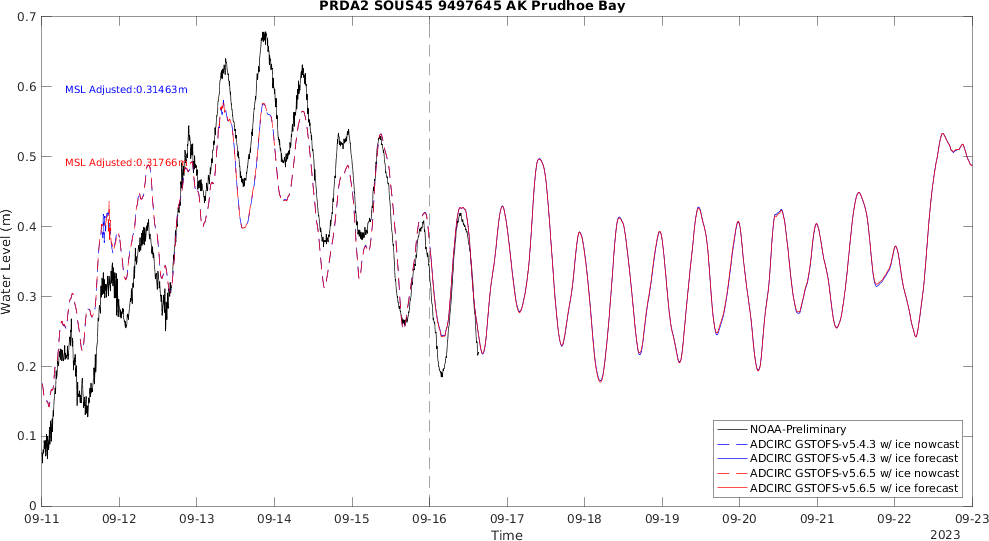 PRDA2 SOUS45 9497645 AK Prudhoe Bay
Water Level (m)
0.7
0.6
0.5
0.4
0.3
0.2
0.1
0
MSL Adjusted:0.31463m
MSL Adjusted:0.31766m
NOAA-Preliminary
ADCIRC GSTOFS-v5.4.3 w/ ice nowcast
ADCIRC GSTOFS-v5.4.3 w/ ice forecast
ADCIRC GSTOFS-v5.6.5 w/ ice nowcast
ADCIRC GSTOFS-v5.6.5 w/ ice forecast
09-11 09-12 09-13 09-14 09-15 09-16 09-17 09-18 09-19 09-20 09-21 09-22 09-23
Time
2023